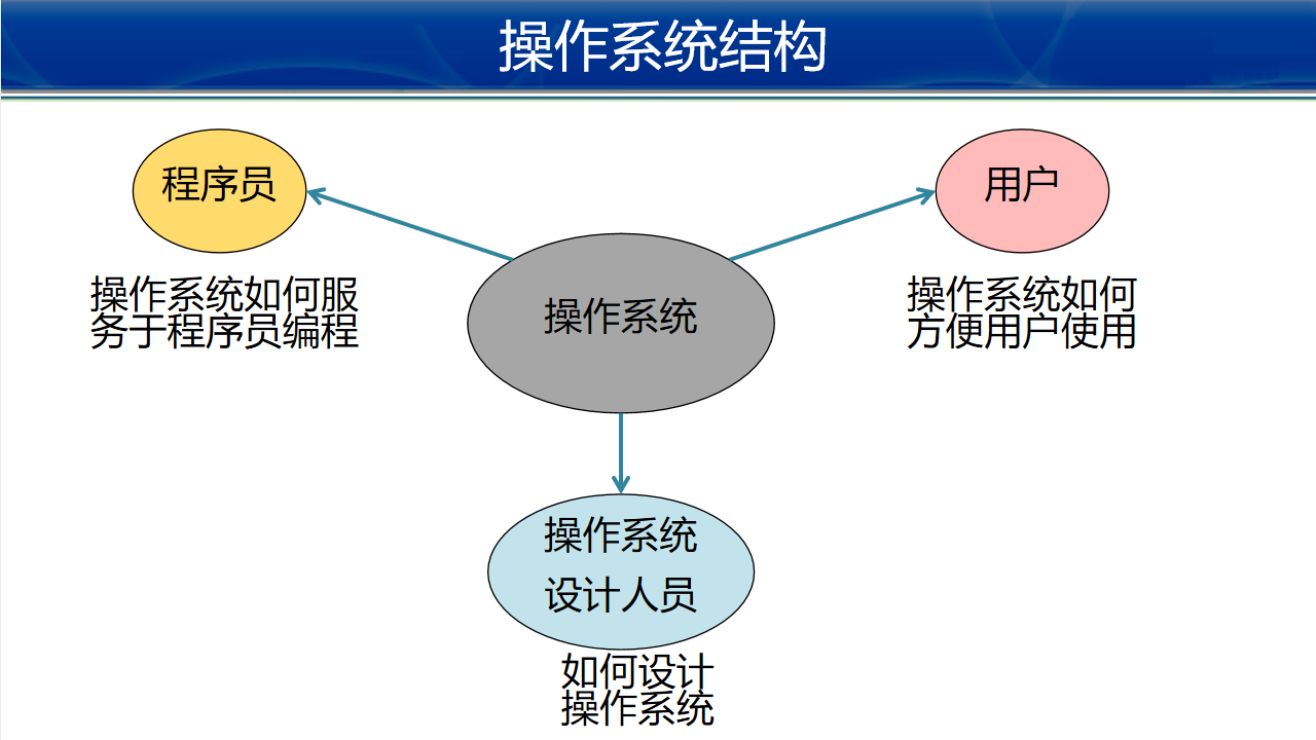 操作系统结构
程序员
用户
操作系统如何服
务于程序员编程
操作系统
操作系统如何
方便用户使用
操作系统
设计人员
如何设计
操作系统